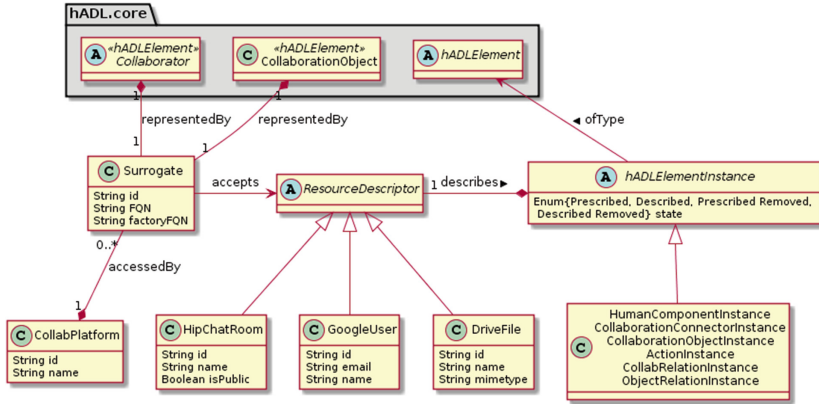 hADL.core
A
«hADLElement»
Collaborator
C
«hADLElement»
CollaborationObject
A hADLElement
1
1
representedBy
representedBy
◄ ofType
1
1
C Surrogate
String id
String FQN
String factoryFQN
accepts
A ResourceDescriptor
1 describes►
A hADLElementInstance
Enum{Prescribed, Described, Prescribed Removed,
Described Removed} state
0..*
accessedBy
1
C CollabPlatform
String id
String name
C HipChatRoom
String id
String name
Boolean isPublic
C GoogleUser
String id
String email
String name
C DriveFile
String id
String name
String mimetype
C
HumanComponentInstance
CollaborationConnectorInstance
CollaborationObjectInstance
ActionInstance
CollabRelationInstance
ObjectRelationInstance